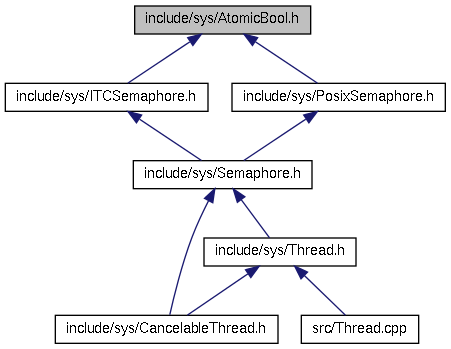 include/sys/AtomicBool.h
include/sys/ITCSemaphore.h
include/sys/PosixSemaphore.h
include/sys/Semaphore.h
include/sys/Thread.h
include/sys/CancelableThread.h
src/Thread.cpp